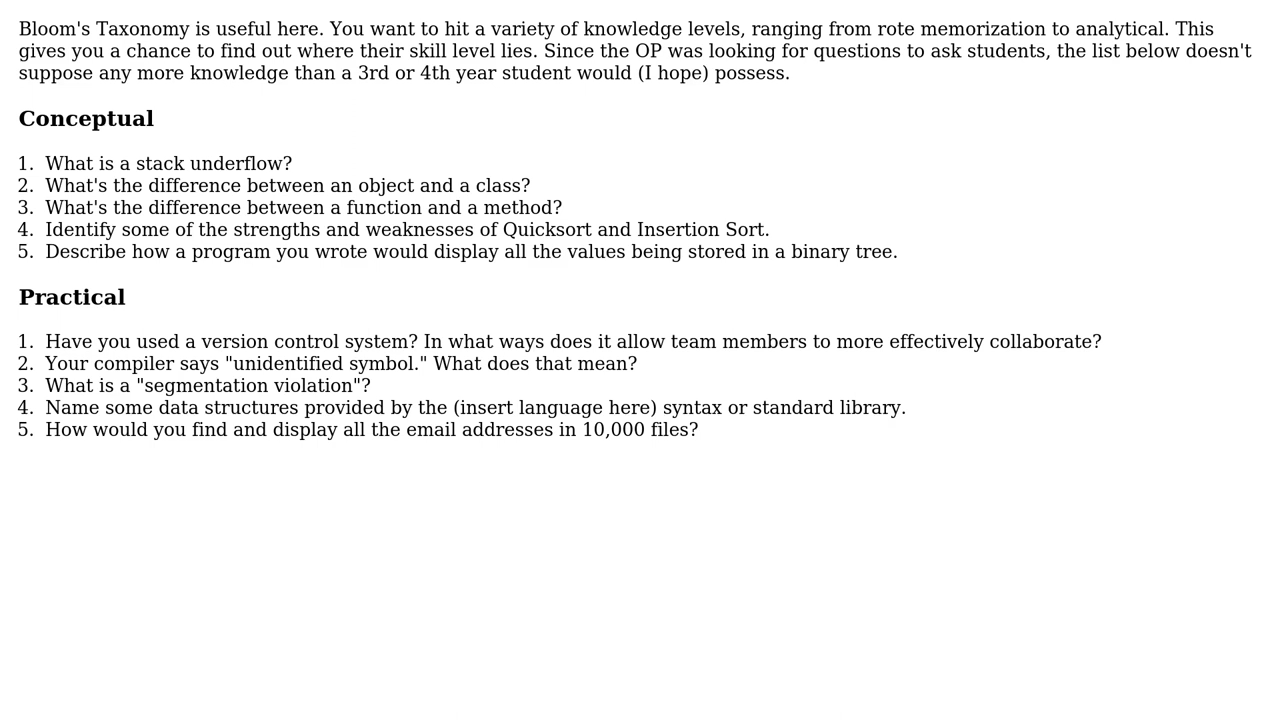 Bloom's Taxonomy is useful here. You want to hit a variety of knowledge levels, ranging from rote memorization to analytical. This
gives you a chance to find out where their skill level lies. Since the OP was looking for questions to ask students, the list below doesn't
suppose any more knowledge than a 3rd or 4th year student would (I hope) possess.
Conceptual
1. What is a stack underflow?
2. What's the difference between an object and a class?
3. What's the difference between a function and a method?
4. Identify some of the strengths and weaknesses of Quicksort and Insertion Sort.
5. Describe how a program you wrote would display all the values being stored in a binary tree.
Practical
1. Have you used a version control system? In what ways does it allow team members to more effectively collaborate?
2. Your compiler says "unidentified symbol." What does that mean?
3. What is a "segmentation violation"?
4. Name some data structures provided by the (insert language here) syntax or standard library.
5. How would you find and display all the email addresses in 10,000 files?